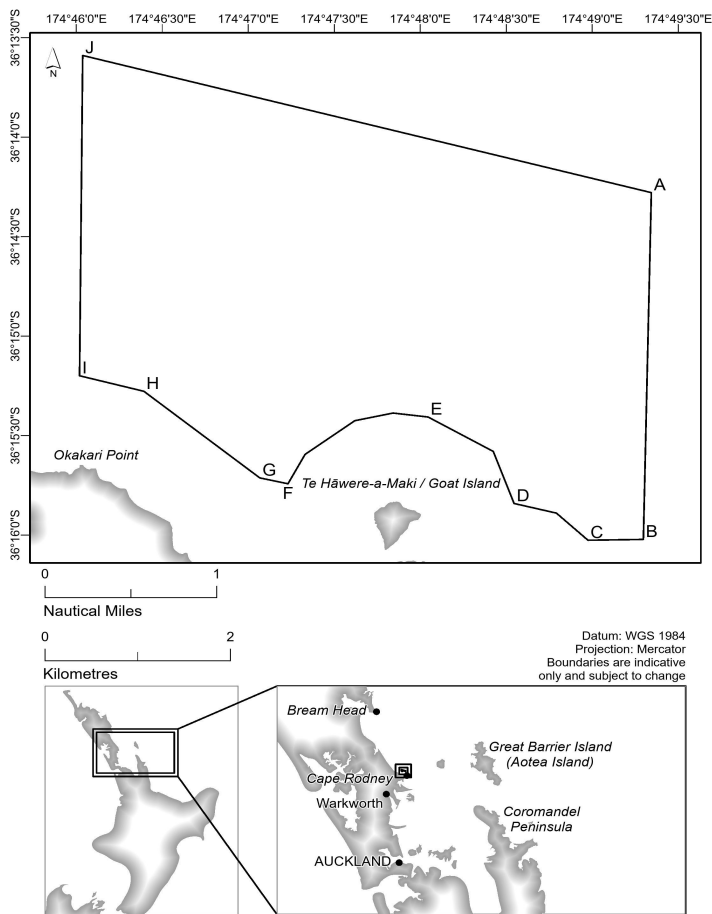 174°46'0"E 174°46'30"E 174°47'0"E 174°47'30"E 174°48'0"E 174°48'30"E 174°49'0"E 174°49'30"E
36°13'30"S
J
N
36°14'0"S
A
36°14'30"S
36°15'0"S
I
H
E
36°15'30"S
Okakari Point
G
Te Hāwere-a-Maki / Goat Island
F
D
36°16'0"S
C
B
0 1
Nautical Miles
0 2
Kilometres
Datum: WGS 1984
Projection: Mercator
Boundaries are indicative
only and subject to change
Bream Head
Great Barrier Island
(Aotea Island)
Cape Rodney
Warkworth
Coromandel
Peninsula
AUCKLAND